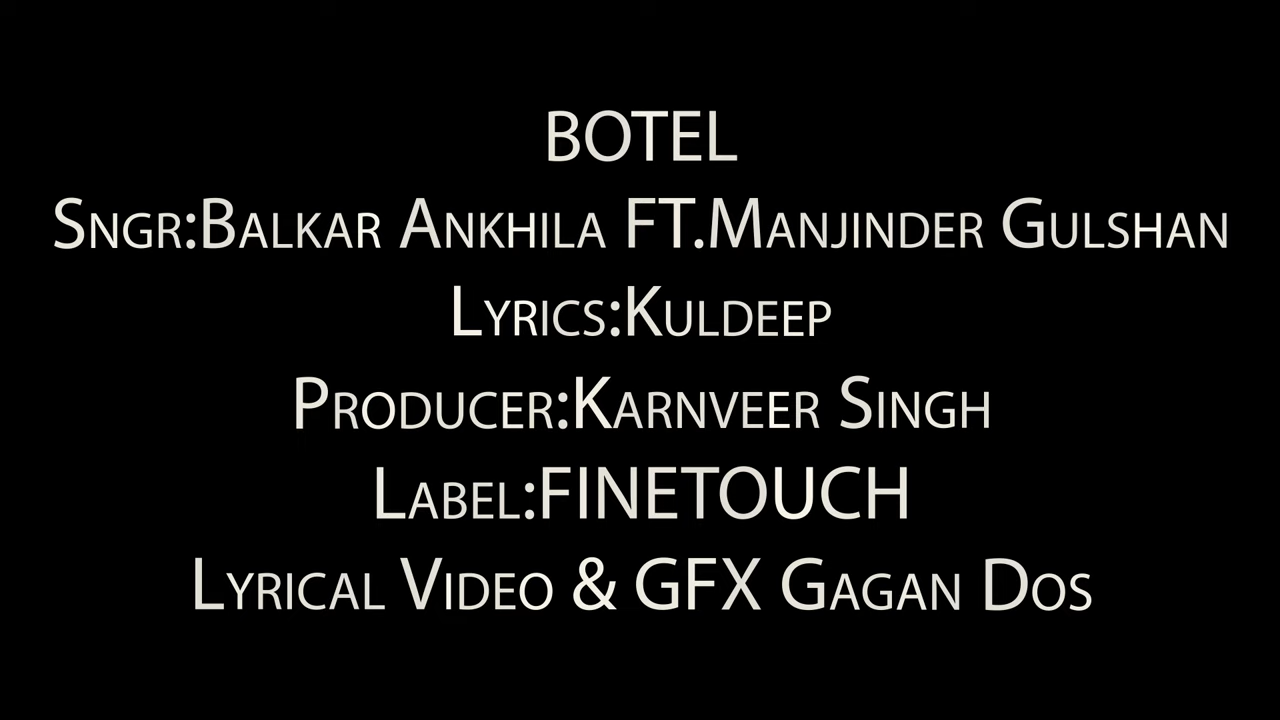 BOTEL
Sngr:Balkar Ankhila FT.Manjinder Gulshan
Lyrics:Kuldeep
Producer:Karnveer Singh
Label:FINETOUCH
Lyrical Video & GFX Gagan Dos